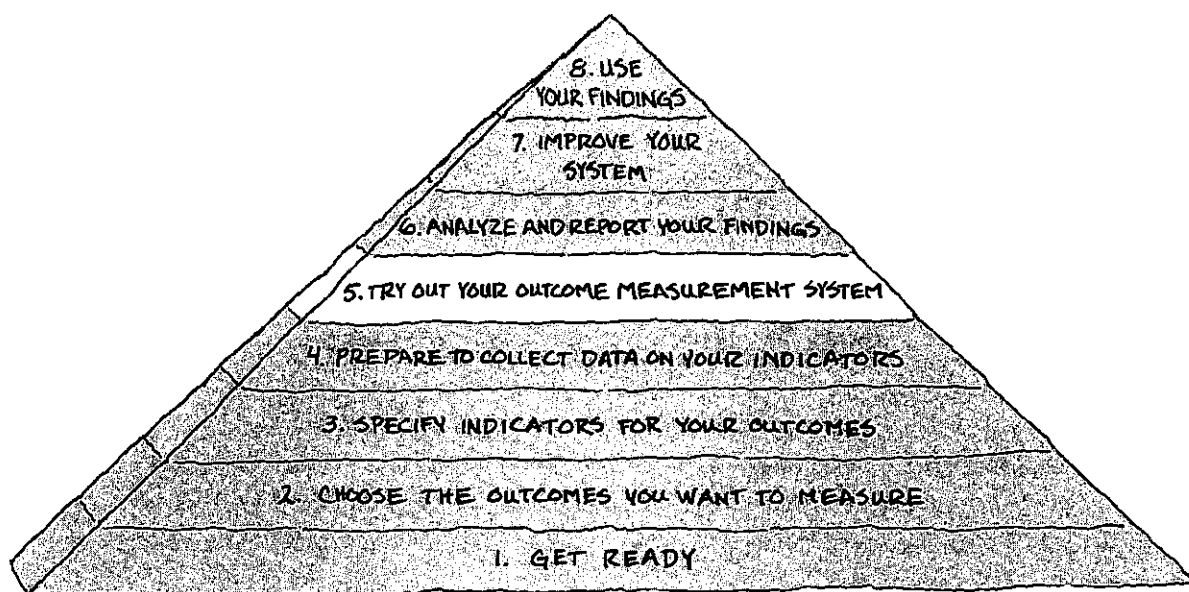 8. USE
YOUR FINDINGS
7. IMPROVE YOUR
SYSTEM
6. ANALYZE AND REPORT YOUR FINDINGS
5. TRY OUT YOUR OUTCOME MEASUREMENT SYSTEM
4. PREPARE TO COLLECT DATA ON YOUR INDICATORS
3. SPECIFY INDICATORS FOR YOUR OUTCOMES
2. CHOOSE THE OUTCOMES YOU WANT TO MEASURE
1. GET READY